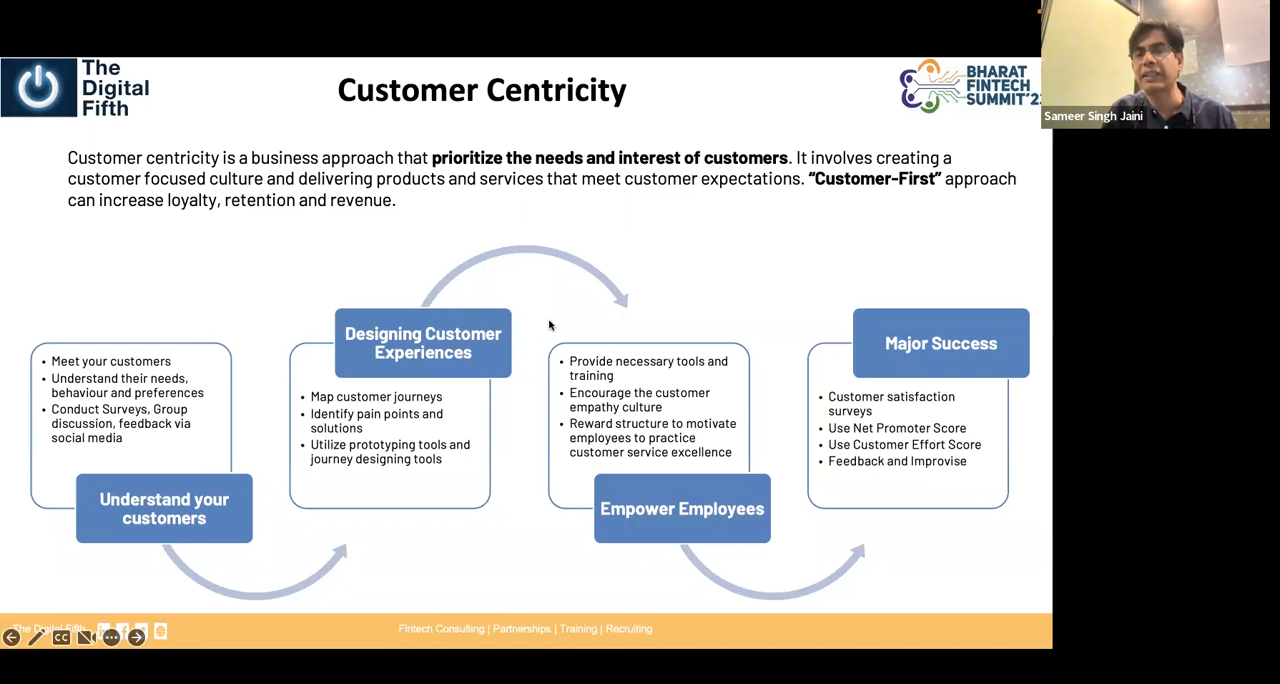 The
Digital
Fifth
Customer Centricity
BHARAT
FINTECH
SUMMIT'2
Sameer Singh Jaini
Customer centricity is a business approach that prioritize the needs and interest of customers. It involves creating a
customer focused culture and delivering products and services that meet customer expectations. “Customer-First” approach
can increase loyalty, retention and revenue.
• Meet your customers
• Understand their needs,
behaviour and preferences
• Conduct Surveys, Group
discussion, feedback via
social media
Understand your
customers
Designing Customer
Experiences
• Map customer journeys
• Identify pain points and
solutions
• Utilize prototyping tools and
journey designing tools
• Provide necessary tools and
training
• Encourage the customer
empathy culture
• Reward structure to motivate
employees to practice
customer service excellence
Empower Employees
Major Success
• Customer satisfaction
surveys
• Use Net Promoter Score
• Use Customer Effort Score
• Feedback and Improvise
The Digital Fifth
CC
Fintech Consulting | Partnerships | Training | Recruiting